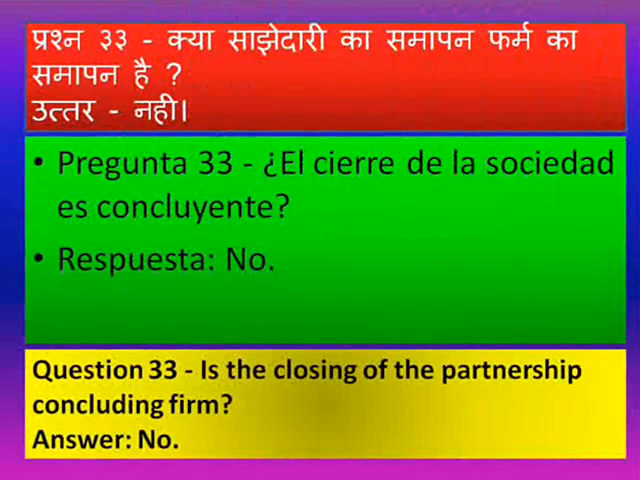 प्रश्न ३३ - क्या साझेदारी का समापन फर्म का
समापन है ?
उत्तर - नही।
• Pregunta 33 - ¿El cierre de la sociedad
es concluyente?
• Respuesta: No.
Question 33 - Is the closing of the partnership
concluding firm?
Answer: No.